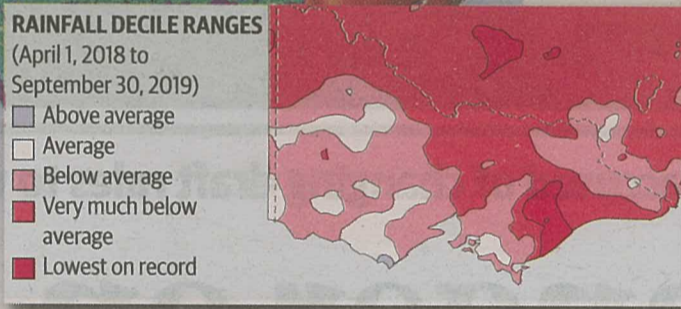 RAINFALL DECILE RANGES
(April 1, 2018 to
September 30, 2019)
Above average
Average
Below average
Very much below
average
Lowest on record